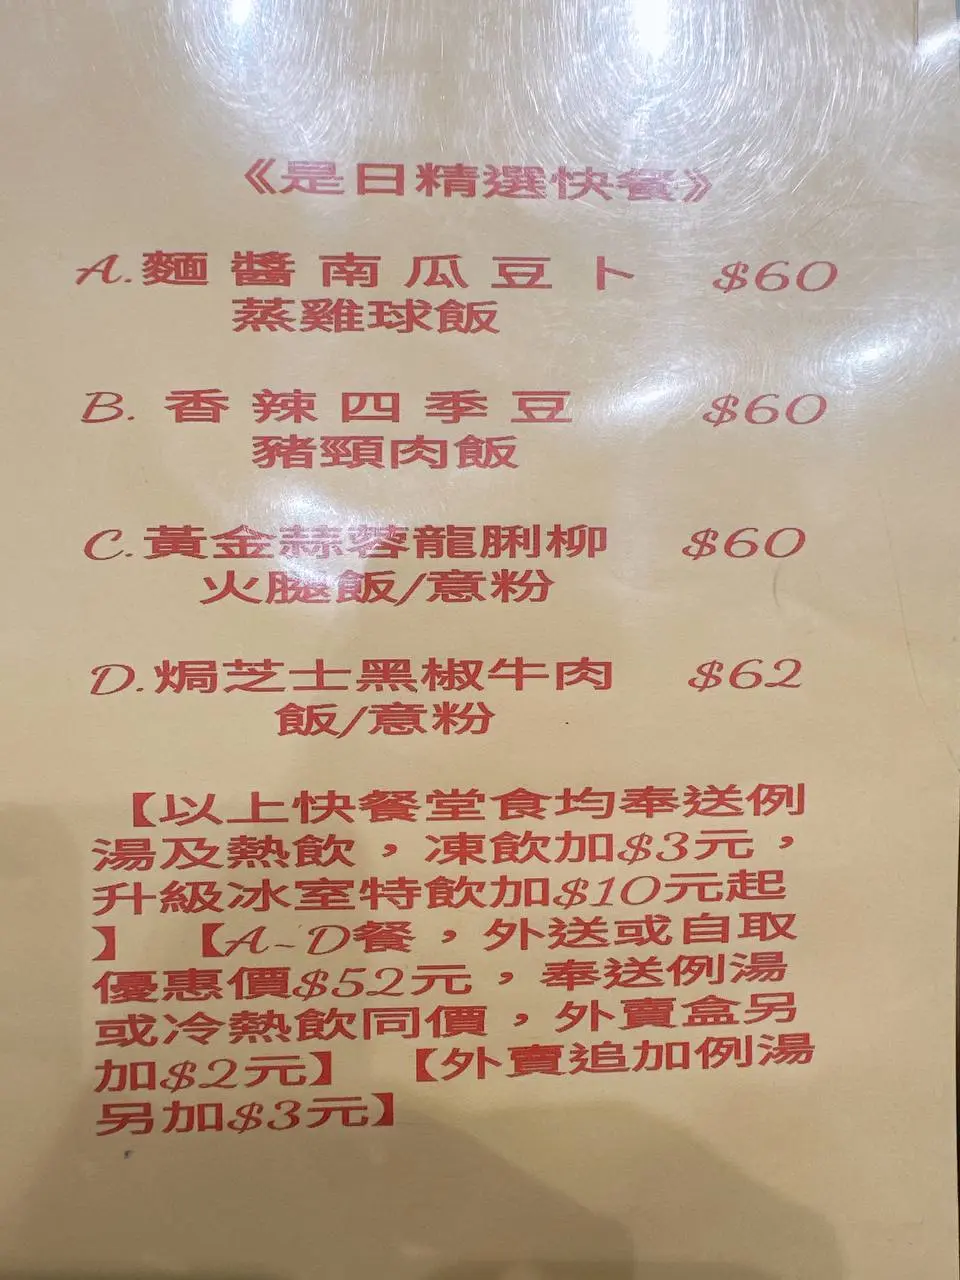 《是日精選快餐》
A.麵醬南瓜豆卜 $60
蒸雞球飯
B. 香辣四季豆 $60
豬頸肉飯
C.黃金蒜蓉龍脷柳 $60
火腿飯/意粉
D.焗芝士黑椒牛肉 $62
飯/意粉
【以上快餐堂食均奉送例
湯及熱飲，凍飲加$3元，
升級冰室特飲加$10元起
】 【A-D餐，外送或自取
優惠價$52元，奉送例湯
或冷熱飲同價，外賣盒另
加$2元】 【外賣追加例湯
另加$3元】